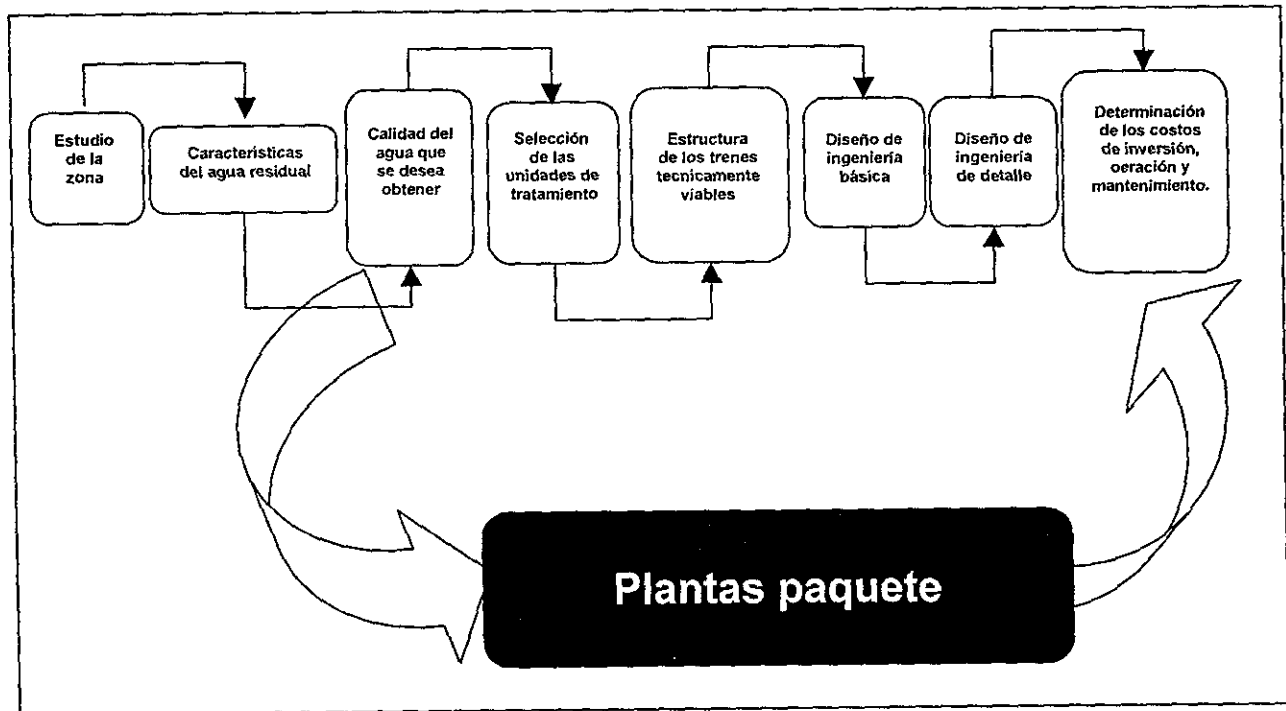 Estudio
de la
zona
Características
del agua residual
Calidad del
agua que
se desea
obtener
Selección
de las
unidades de
tratamiento
Estructura
de los trenes
tecnicamente
viables
Diseño de
ingeniería
básica
Diseño de
ingeniería
de detalle
Determinación
de los costos
de inversión,
oeración y
mantenimiento.
Plantas paquete